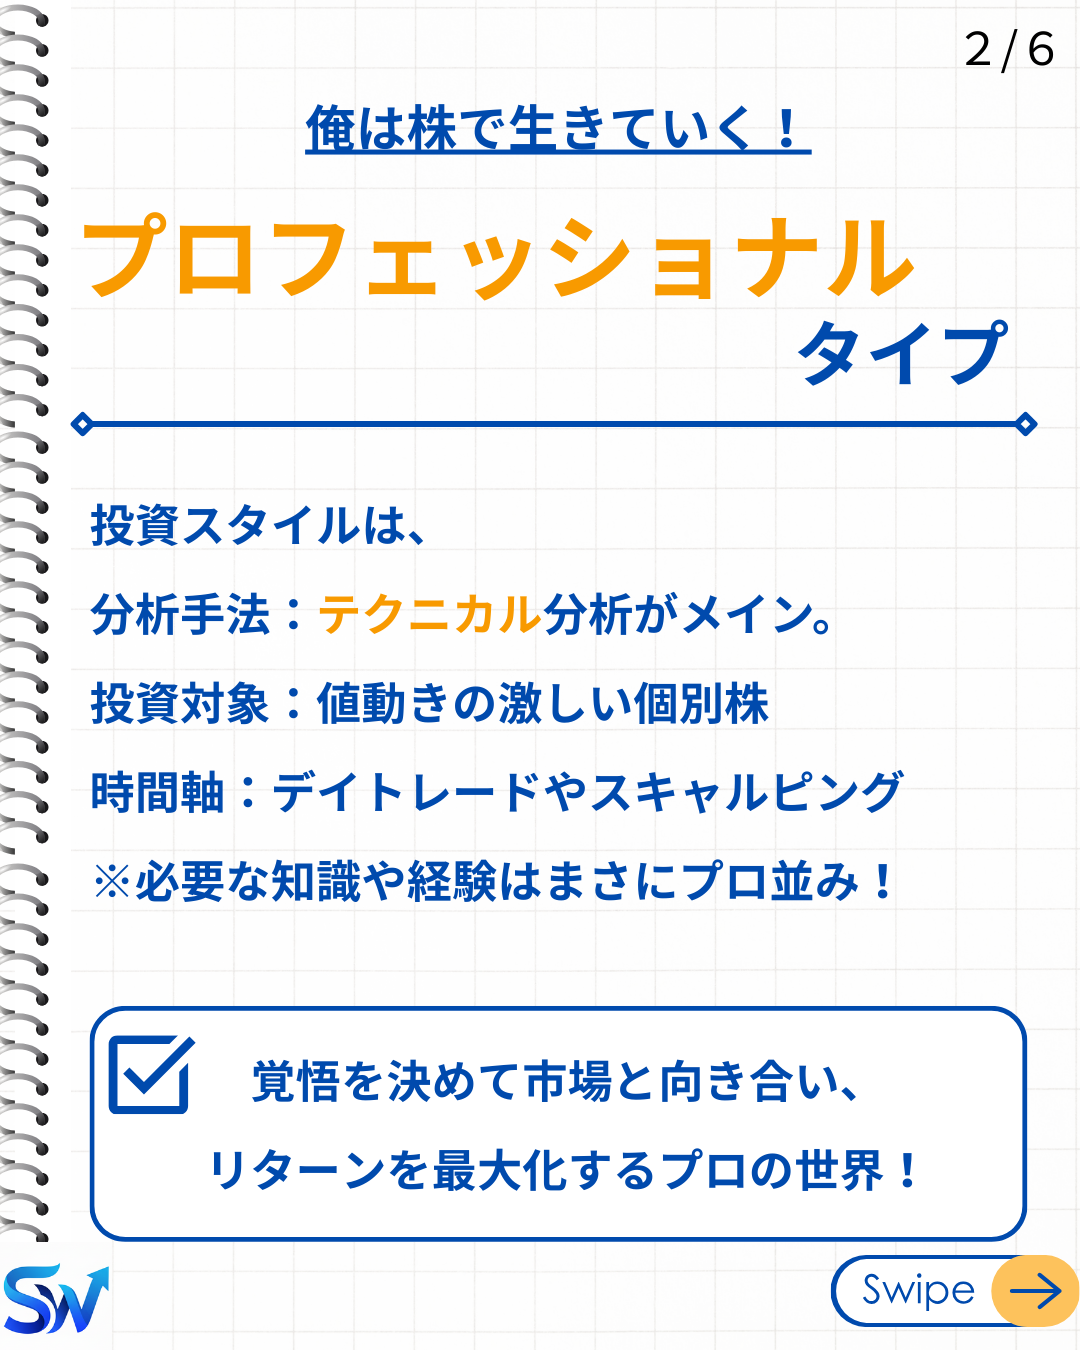 2/6
俺は株で生きていく！
プロフェッショナル
タイプ
投資スタイルは、
分析手法：テクニカル分析がメイン。
投資対象：値動きの激しい個別株
時間軸：デイトレードやスキャルピング
※必要な知識や経験はまさにプロ並み！
覚悟を決めて市場と向き合い、
リターンを最大化するプロの世界！
SW
Swipe